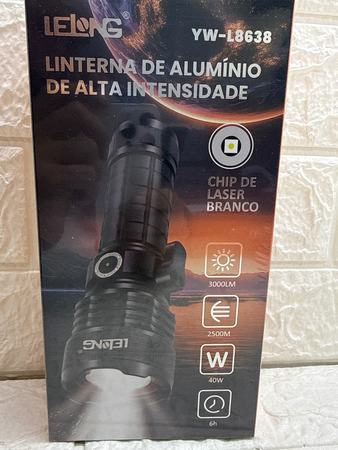 LELONG
YW-L8638
LINTERNA DE ALUMÍNIO
DE ALTA INTENSIDADE
CHIP DE
LASER
BRANCO
3000LM
2500M
W
40W
6h
LELONG